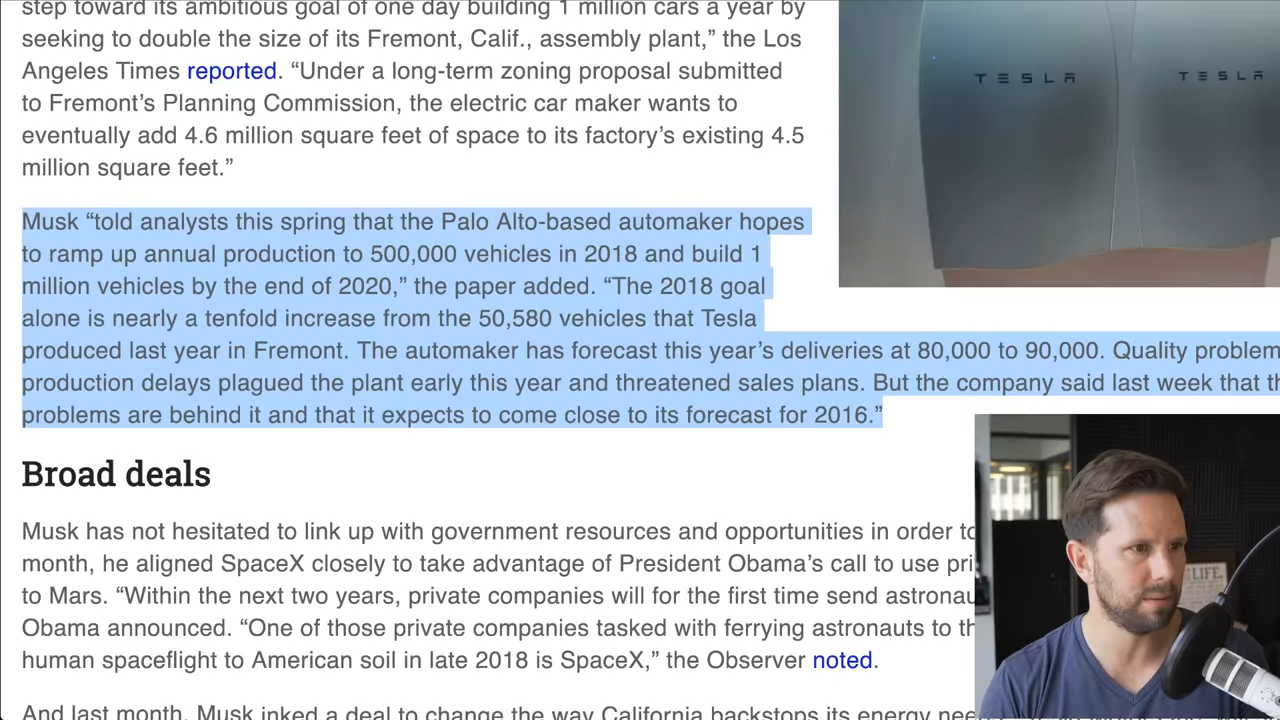 step toward its ambitious goal of one day building 1 million cars a year by
seeking to double the size of its Fremont, Calif., assembly plant,” the Los
Angeles Times reported. “Under a long-term zoning proposal submitted
to Fremont’s Planning Commission, the electric car maker wants to
eventually add 4.6 million square feet of space to its factory’s existing 4.5
million square feet.”
TESLA
TESLA
Musk “told analysts this spring that the Palo Alto-based automaker hopes
to ramp up annual production to 500,000 vehicles in 2018 and build 1
million vehicles by the end of 2020,” the paper added. “The 2018 goal
alone is nearly a tenfold increase from the 50,580 vehicles that Tesla
produced last year in Fremont. The automaker has forecast this year’s deliveries at 80,000 to 90,000. Quality problem
production delays plagued the plant early this year and threatened sales plans. But the company said last week that th
problems are behind it and that it expects to come close to its forecast for 2016.”
Broad deals
Musk has not hesitated to link up with government resources and opportunities in order to
month, he aligned SpaceX closely to take advantage of President Obama’s call to use pri
to Mars. “Within the next two years, private companies will for the first time send astronau
Obama announced. “One of those private companies tasked with ferrying astronauts to th
human spaceflight to American soil in late 2018 is SpaceX,” the Observer noted.
And last month, Musk inked a deal to change the way California backstops its energy
LIFE